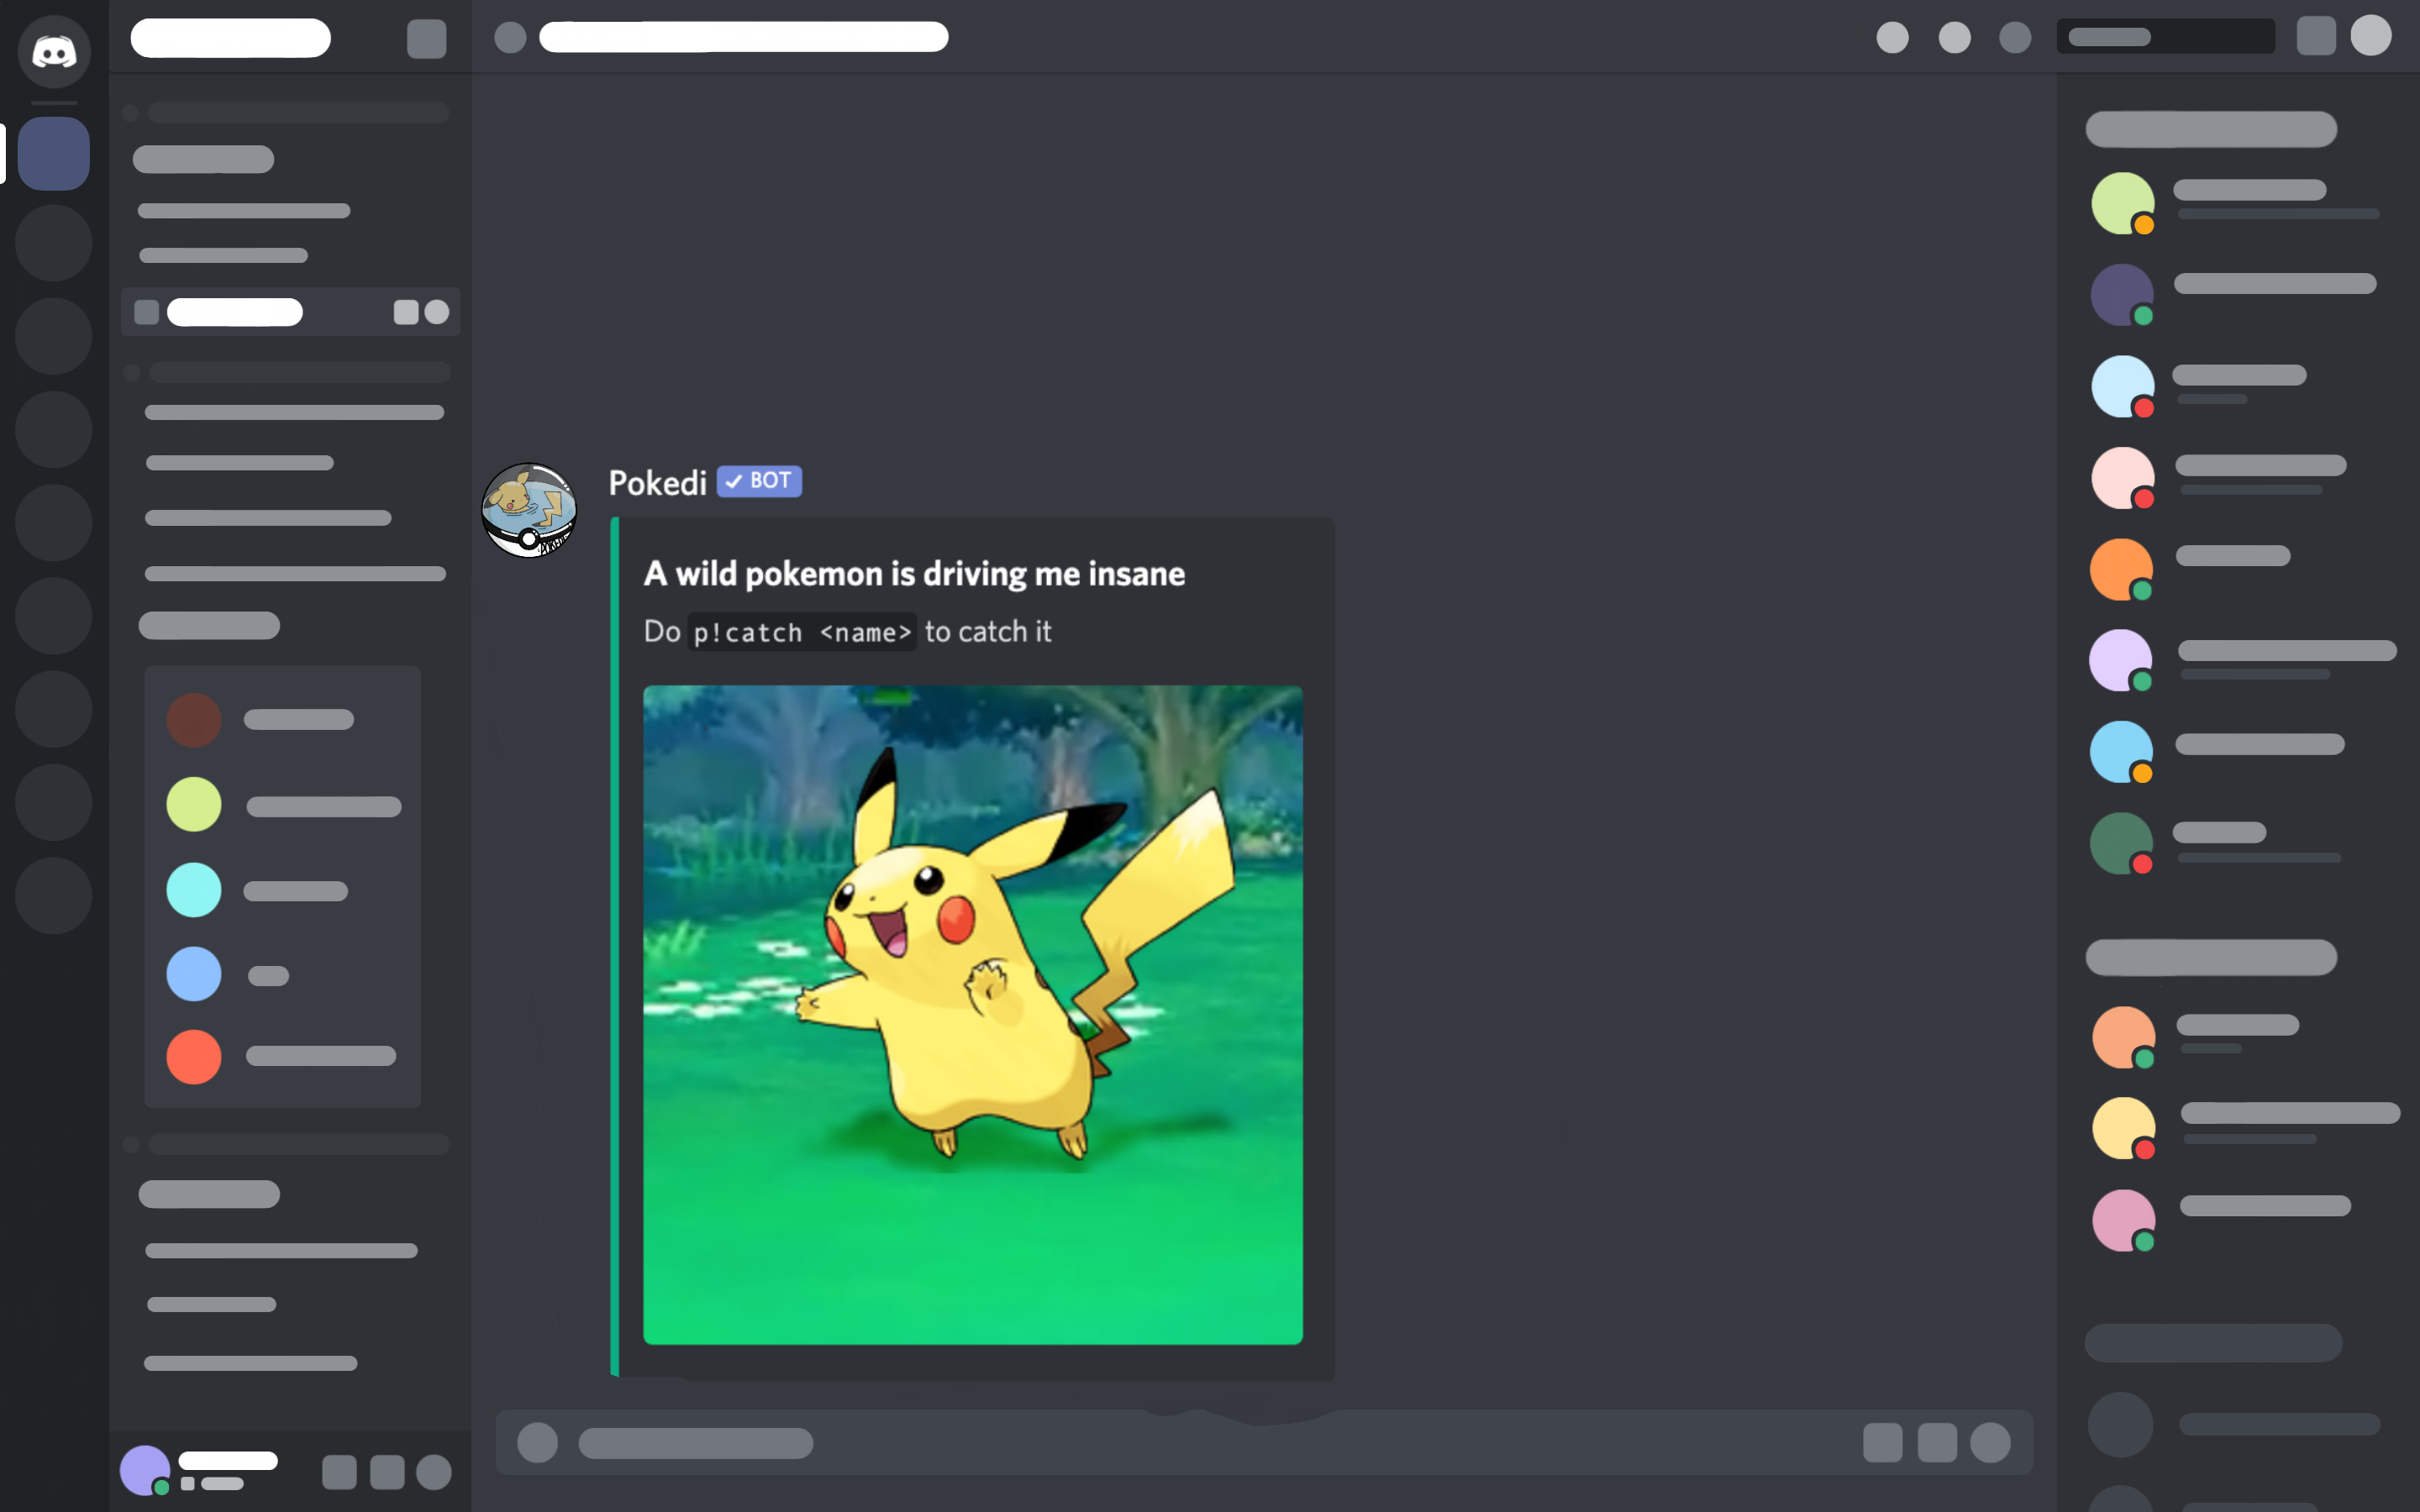 Pokedi ✓ BOT
A wild pokemon is driving me insane
Do p!catch <name> to catch it